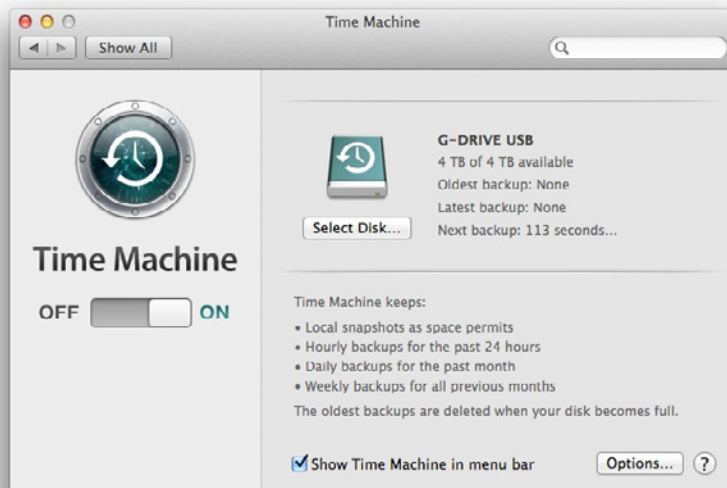 Time Machine
Show All
G-DRIVE USB
4 TB of 4 TB available
Oldest backup: None
Latest backup: None
Select Disk...
Next backup: 113 seconds...
Time Machine
OFF
ON
Time Machine keeps:
• Local snapshots as space permits
• Hourly backups for the past 24 hours
• Daily backups for the past month
• Weekly backups for all previous months
The oldest backups are deleted when your disk becomes full.
Show Time Machine in menu bar
Options...
?